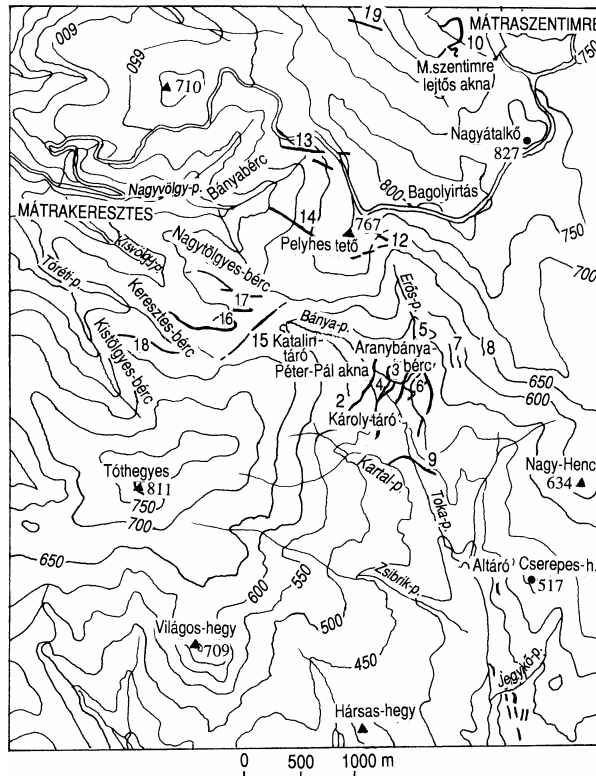 19
MÁTRASZENTIMRE
10
M.szentimre
lejtős akna
750
600
650
710
Nagyátalkő
827
13
Nagyvölgy-p.
Bányabérc
800
Bagolyirtás
MÁTRAKERESZTES
14
767
Pelyhes tető
12
750
700
Kisvölgy-p.
Nagytölgyes-bérc
Tóréti-p.
Keresztes-bérc
17
16
Erős-p.
Bánya-p.
5
7
8
18
15
Katalin-
táró
Aranybánya-
bérc
Péter-Pál akna
3
4
6
650
600
Kistölgyes-bérc
2
Károly-táró
9
Kartal-p.
Toka-p.
Nagy-Henc
634
Tóthegyes
811
750
700
650
600
550
Altáró
Cserepes-h.
517
Zsibrik-p.
500
Világos-hegy
709
450
Jegykő-p.
11
Hársas-hegy
0 500 1000 m